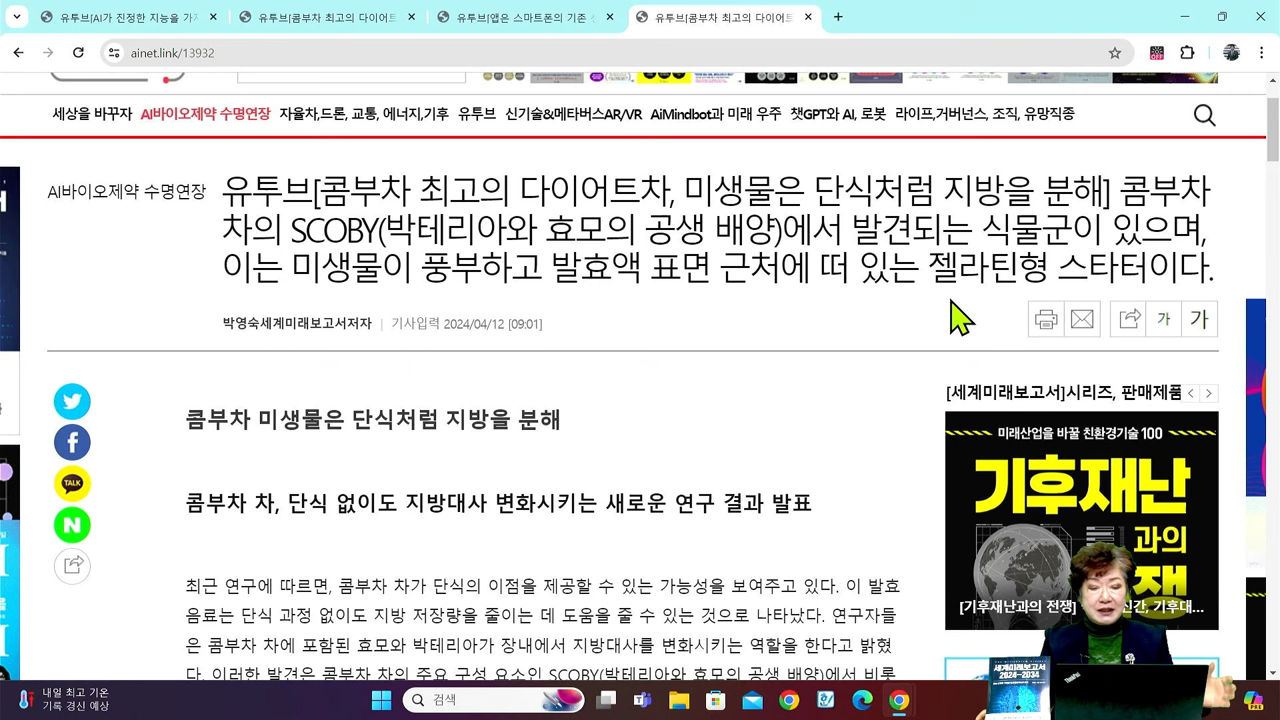 유투브[AI가 진정한 지능을 가
유투브[콤부차 최고의 다이어트
유투브[앱은 스마트폰의 기존
유투브[콤부차 최고의 다이어트
ainet.link/13932
세상을 바꾸자 AI바이오제약 수명연장 자율차,드론, 교통, 에너지,기후 유투브 신기술&메타버스AR/VR AiMindbot과 미래 우주 챗GPT와 AI, 로봇 라이프,거버넌스, 조직, 유망직종
AI바이오제약 수명연장
유투브[콤부차 최고의 다이어트차, 미생물은 단식처럼 지방을 분해] 콤부차
차의 SCOBY(박테리아와 효모의 공생 배양)에서 발견되는 식물군이 있으며,
이는 미생물이 풍부하고 발효액 표면 근처에 떠 있는 젤라틴형 스타터이다.
박영숙세계미래보고서저자 | 기사입력 2024/04/12 [09:01]
가
가
TALK
N
콤부차 미생물은 단식처럼 지방을 분해
콤부차 차, 단식 없이도 지방대사 변화시키는 새로운 연구 결과 발표
최근 연구에 따르면, 콤부차 차가 단식의 이점을 제공할 수 있는 가능성을 보여주고 있다. 이 발효
음료는 단식 과정 없이도 지방 저장을 줄이는 데 도움을 줄 수 있는 것으로 나타났다. 연구자들
은 콤부차 차에 포함된 효모와 박테리아가 장내에서 지방대사를 변화시키는 역할을 한다고 밝혔
[세계미래보고서]시리즈, 판매제품
미래산업을 바꿀 친환경기술 100
기후재난
과의
쟁
[기후재난과의 전쟁]
신간, 기후대...
세계미래보고서
2024-2034
ThinkPad
내일 최고 기온
기록 경신 예상
검색